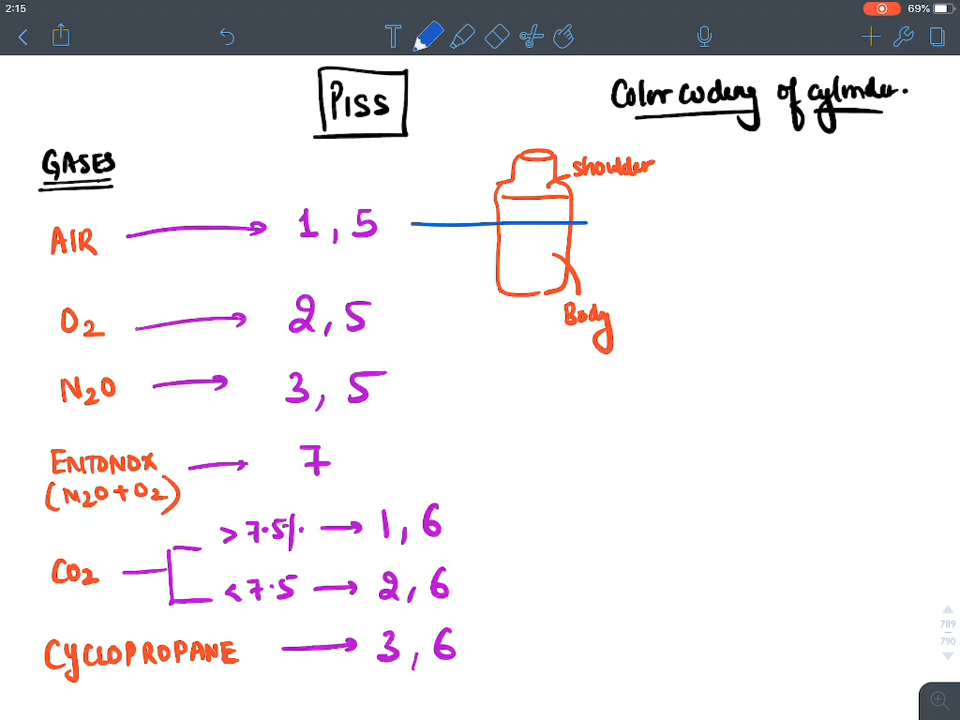 2:15
69%
T
PISS
Color coding of cylinder.
GASES
shoulder
AIR
1, 5
Body
O2
2, 5
N2O
3, 5
ENTONOX
(N2O+O2)
7
CO2
>7.5%
1, 6
<7.5
2, 6
CYCLOPROPANE
3, 6
789
790